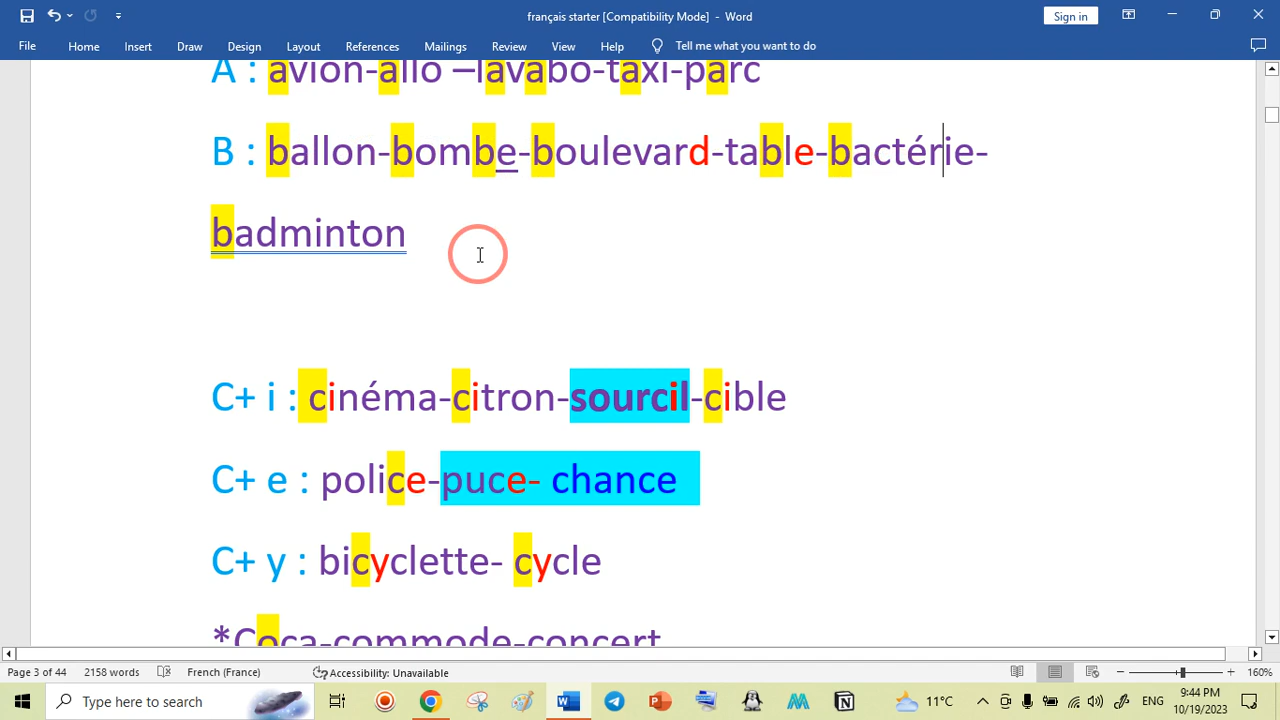 français starter [Compatibility Mode] - Word
Sign in
File Home Insert Draw Design Layout References Mailings Review View Help Tell me what you want to do
A : avion-allo –lavabo-taxi-parc
B : ballon-bombe-boulevard-table-bactérie-
badminton
C+ i : cinéma-citron-sourcil-cible
C+ e : police-puce- chance
C+ y : bicyclette- cycle
*Coca-commode-concert
Page 3 of 44 2158 words French (France) Accessibility: Unavailable 160%
Type here to search 11°C ENG 9:44 PM
10/19/2023